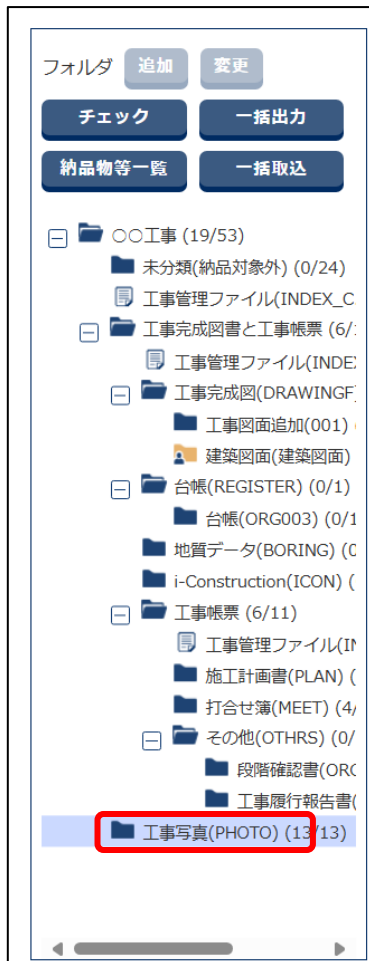 フォルダ 追加 変更
チェック 一括出力
納品物等一覧 一括取込
○○工事 (19/53)
未分類(納品対象外) (0/24)
工事管理ファイル(INDEX_C
工事完成図書と工事帳票 (6/
工事管理ファイル(INDE
工事完成図(DRAWINGF
工事図面追加(001)
建築図面(建築図面)
台帳(REGISTER) (0/1)
台帳(ORG003) (0/1
地質データ(BORING) (0
i-Construction(ICON) (
工事帳票 (6/11)
工事管理ファイル(IN
施工計画書(PLAN) (
打合せ簿(MEET) (4/
その他(OTHRS) (0/
段階確認書(ORG
工事履行報告書(
工事写真(PHOTO) (13/13)